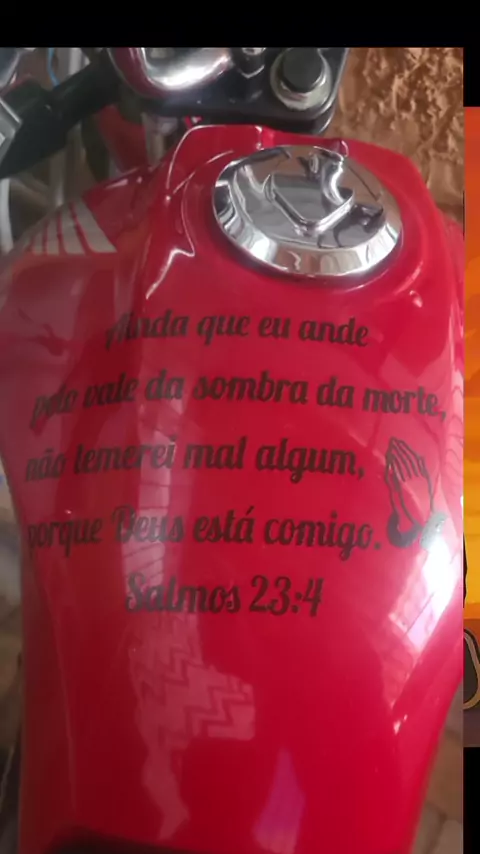 Ainda que eu ande
pelo vale da sombra da morte,
não temerei mal algum,
porque Deus está comigo.
Salmos 23:4